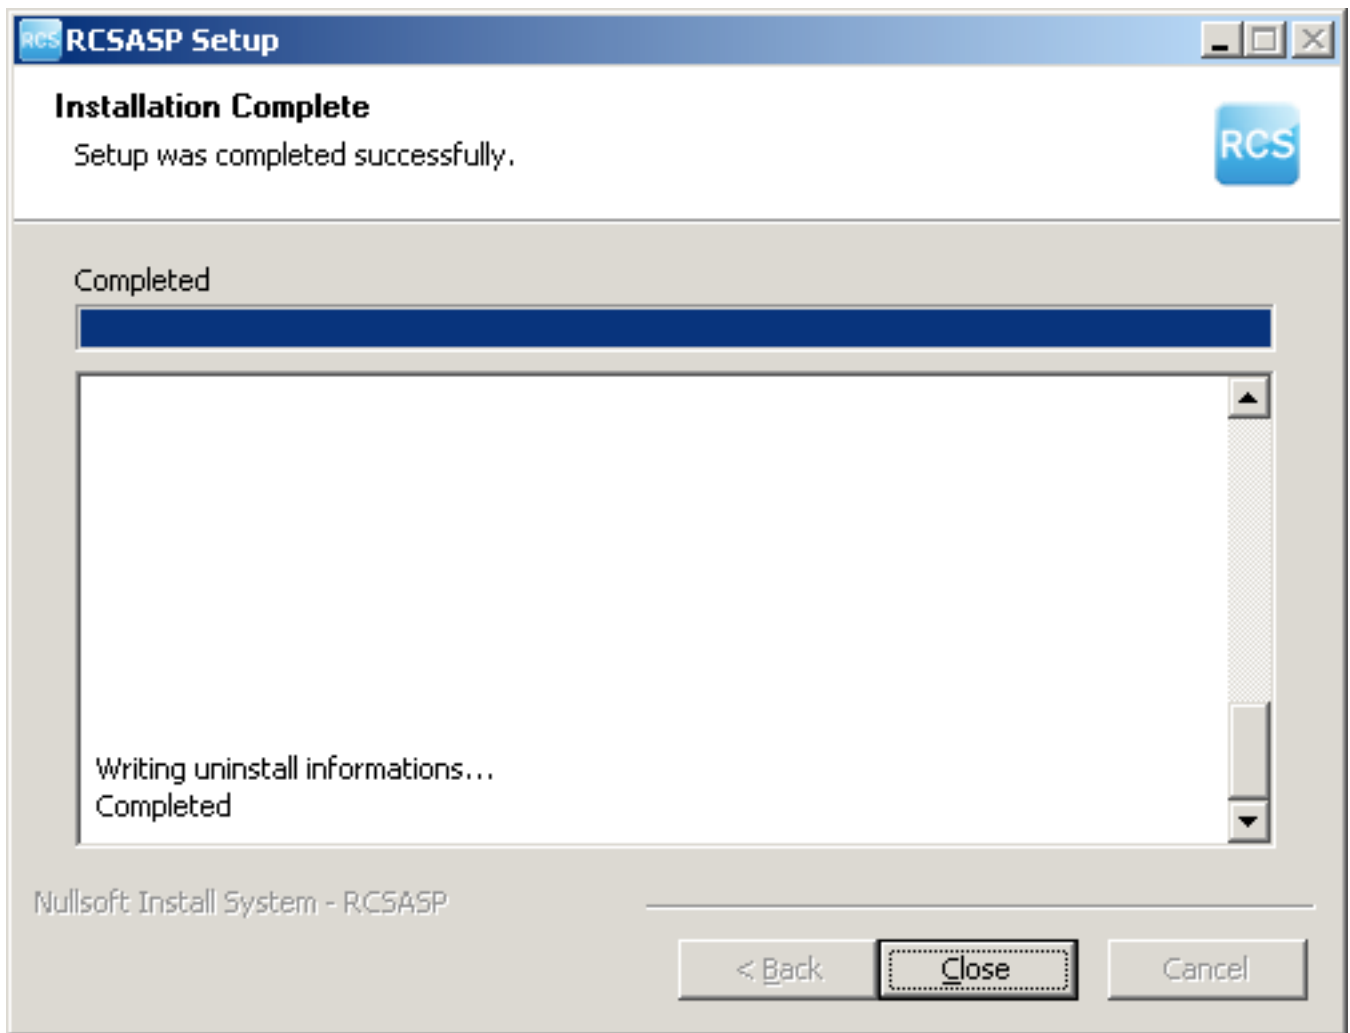 RCS RCSASP Setup
Installation Complete
Setup was completed successfully.
RCS
Completed
Writing uninstall informations...
Completed
Nullsoft Install System - RCSASP
< Back
Close
Cancel